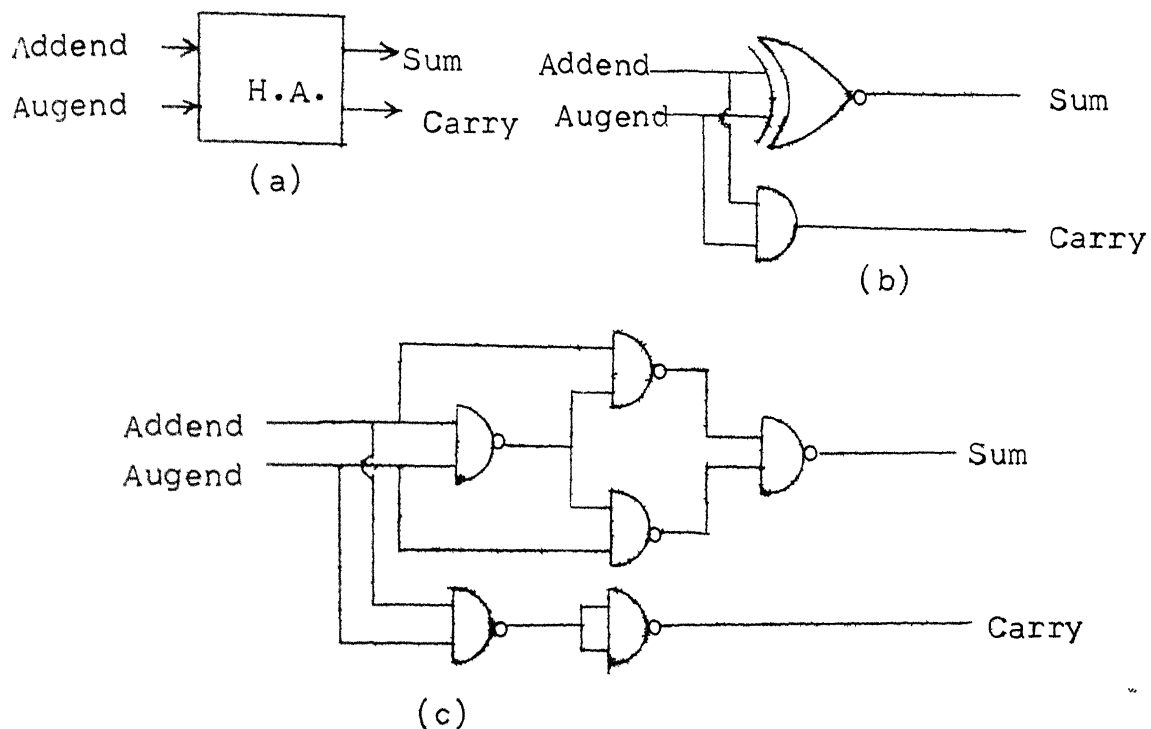 Addend
Augend
H.A.
Sum
Carry
(a)
Addend
Augend
Sum
Carry
(b)
Addend
Augend
Sum
Carry
(c)